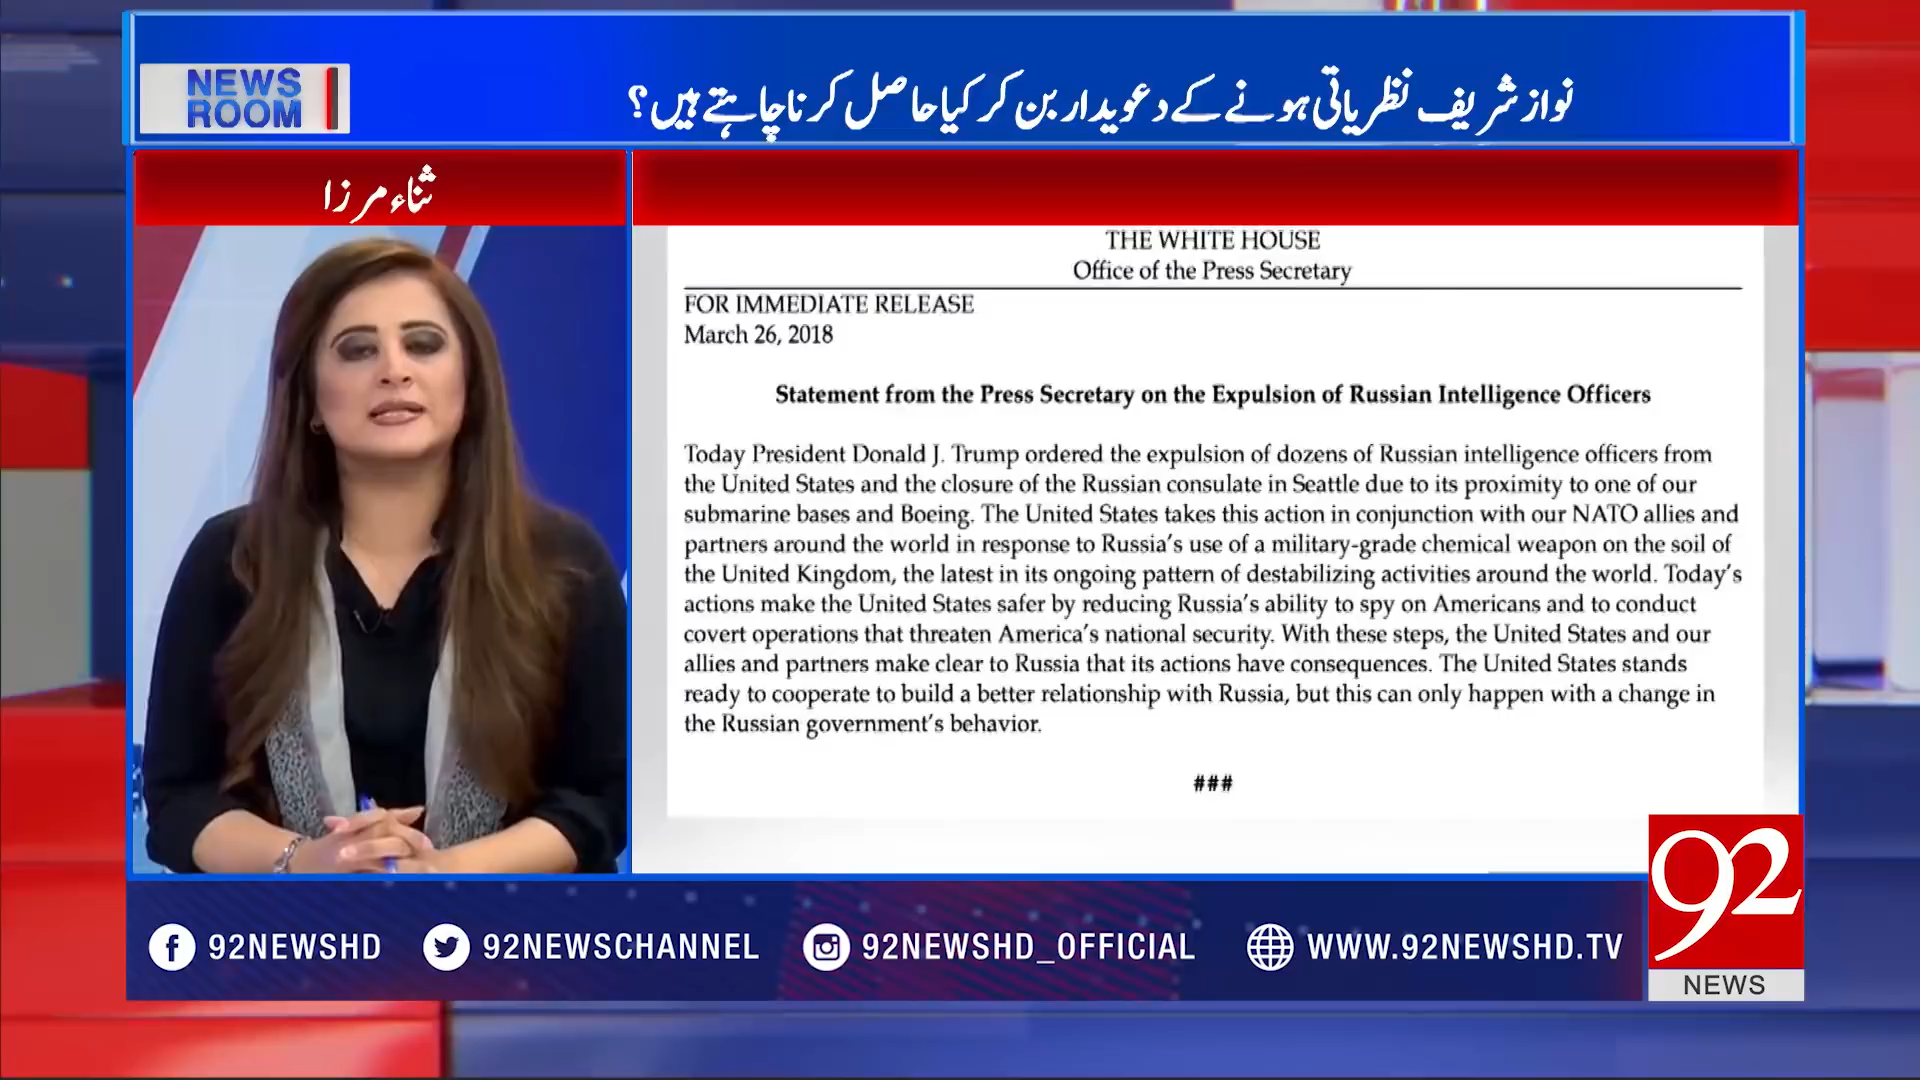 NEWS
ROOM
نواز شریف نظریاتی ہونے کے دعویدار بن کر کیا حاصل کرنا چاہتے ہیں؟
ثناء مرزا
THE WHITE HOUSE
Office of the Press Secretary
FOR IMMEDIATE RELEASE
March 26, 2018
Statement from the Press Secretary on the Expulsion of Russian Intelligence Officers
Today President Donald J. Trump ordered the expulsion of dozens of Russian intelligence officers from
the United States and the closure of the Russian consulate in Seattle due to its proximity to one of our
submarine bases and Boeing. The United States takes this action in conjunction with our NATO allies and
partners around the world in response to Russia's use of a military-grade chemical weapon on the soil of
the United Kingdom, the latest in its ongoing pattern of destabilizing activities around the world. Today's
actions make the United States safer by reducing Russia's ability to spy on Americans and to conduct
covert operations that threaten America's national security. With these steps, the United States and our
allies and partners make clear to Russia that its actions have consequences. The United States stands
ready to cooperate to build a better relationship with Russia, but this can only happen with a change in
the Russian government's behavior.
###
92NEWSHD 92NEWSCHANNEL 92NEWSHD_OFFICIAL WWW.92NEWSHD.TV
92
NEWS